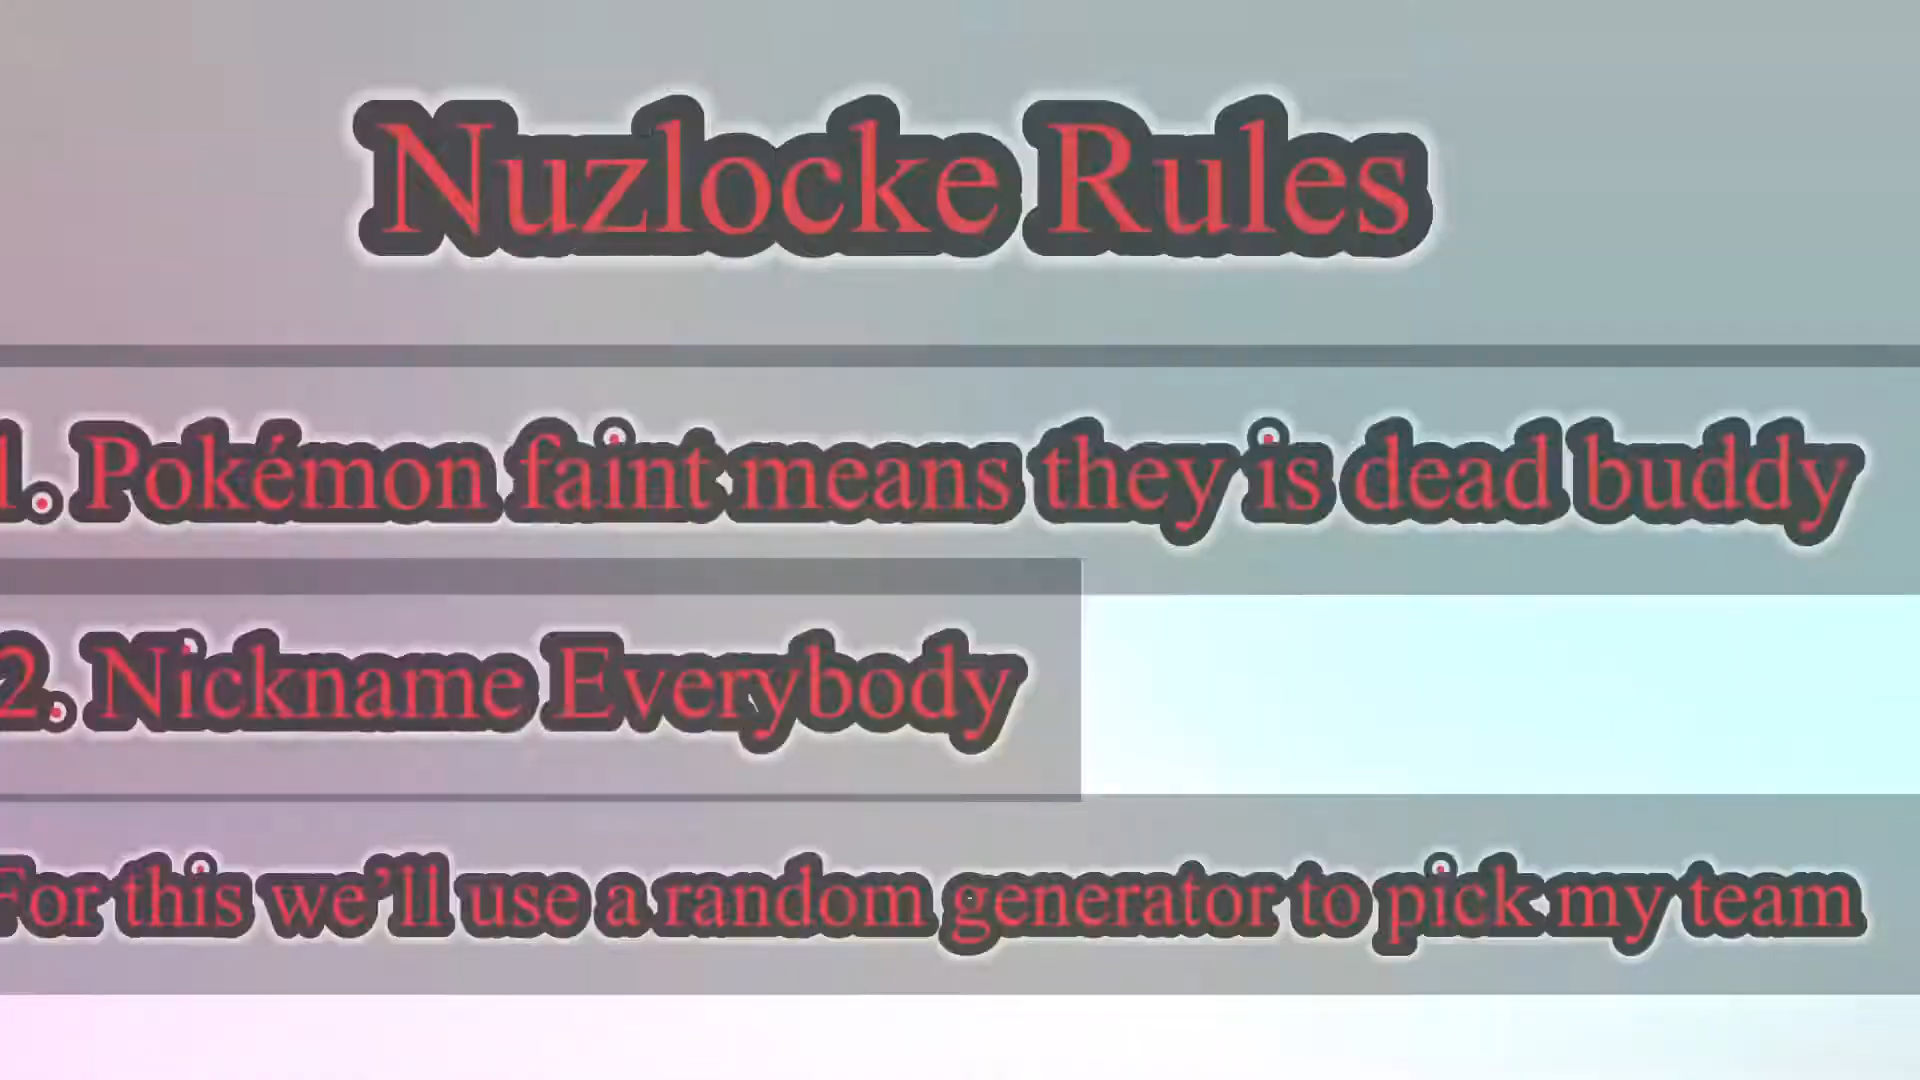 Nuzlocke Rules
1. Pokémon faint means they is dead buddy
2. Nickname Everybody
For this we’ll use a random generator to pick my team